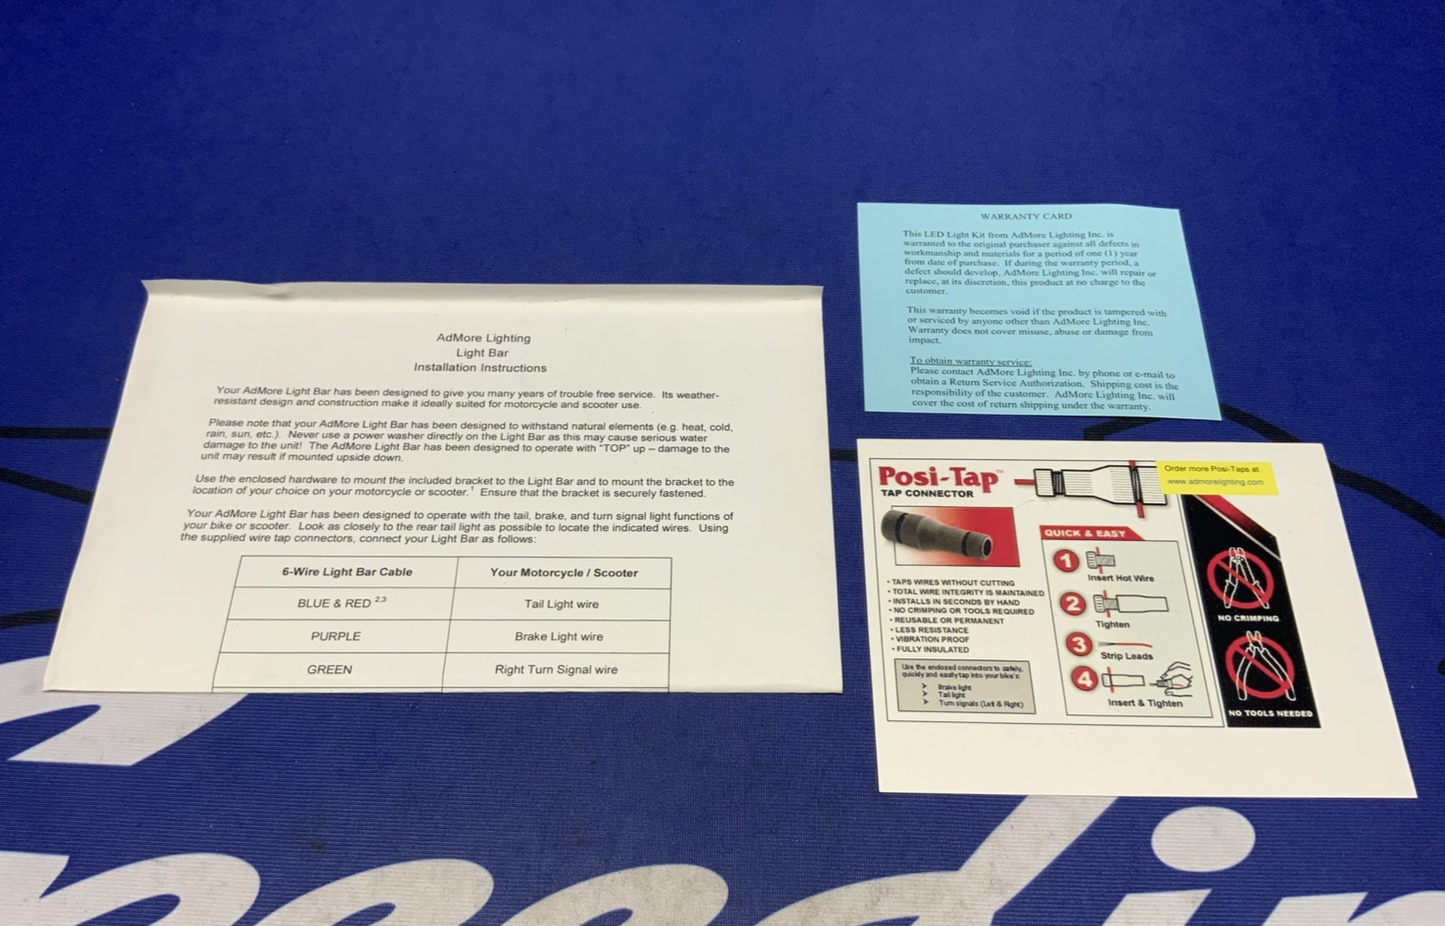 AdMore Lighting
Light Bar
Installation Instructions
Your AdMore Light Bar has been designed to give you many years of trouble free service. Its weather-
resistant design and construction make it ideally suited for motorcycle and scooter use.
Please note that your AdMore Light Bar has been designed to withstand natural elements (e.g. heat, cold,
rain, sun, etc.). Never use a power washer directly on the Light Bar as this may cause serious water
damage to the unit! The AdMore Light Bar has been designed to operate with "TOP" up – damage to the
unit may result if mounted upside down.
Use the enclosed hardware to mount the included bracket to the Light Bar and to mount the bracket to the
location of your choice on your motorcycle or scooter.¹ Ensure that the bracket is securely fastened.
Your AdMore Light Bar has been designed to operate with the tail, brake, and turn signal light functions of
your bike or scooter. Look as closely to the rear tail light as possible to locate the indicated wires. Using
the supplied wire tap connectors, connect your Light Bar as follows:
6-Wire Light Bar Cable Your Motorcycle / Scooter
BLUE & RED 2,3 Tail Light wire
PURPLE Brake Light wire
GREEN Right Turn Signal wire
WARRANTY CARD
This LED Light Kit from AdMore Lighting Inc. is
warranted to the original purchaser against all defects in
workmanship and materials for a period of one (1) year
from date of purchase. If during the warranty period, a
defect should develop, AdMore Lighting Inc. will repair or
replace, at its discretion, this product at no charge to the
customer.
This warranty becomes void if the product is tampered with
or serviced by anyone other than AdMore Lighting Inc.
Warranty does not cover misuse, abuse or damage from
impact.
To obtain warranty service:
Please contact AdMore Lighting Inc. by phone or e-mail to
obtain a Return Service Authorization. Shipping cost is the
responsibility of the customer. AdMore Lighting Inc. will
cover the cost of return shipping under the warranty.
Posi-Tap™
TAP CONNECTOR
Order more Posi-Taps at
www.admorelighting.com
• TAPS WIRES WITHOUT CUTTING
• TOTAL WIRE INTEGRITY IS MAINTAINED
• INSTALLS IN SECONDS BY HAND
• NO CRIMPING OR TOOLS REQUIRED
• REUSABLE OR PERMANENT
• LESS RESISTANCE
• VIBRATION PROOF
• FULLY INSULATED
Use the enclosed connectors to safely,
quickly and easily tap into your bike's:
➤ Brake light
➤ Tail light
➤ Turn signals (Left & Right)
QUICK & EASY
1
Insert Hot Wire
2
Tighten
3
Strip Leads
4
Insert & Tighten
NO CRIMPING
NO TOOLS NEEDED